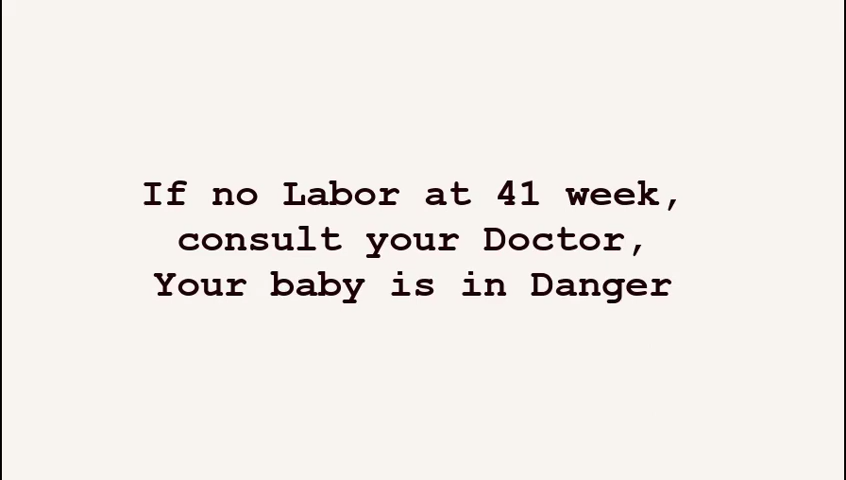 If no Labor at 41 week,
consult your Doctor,
Your baby is in Danger